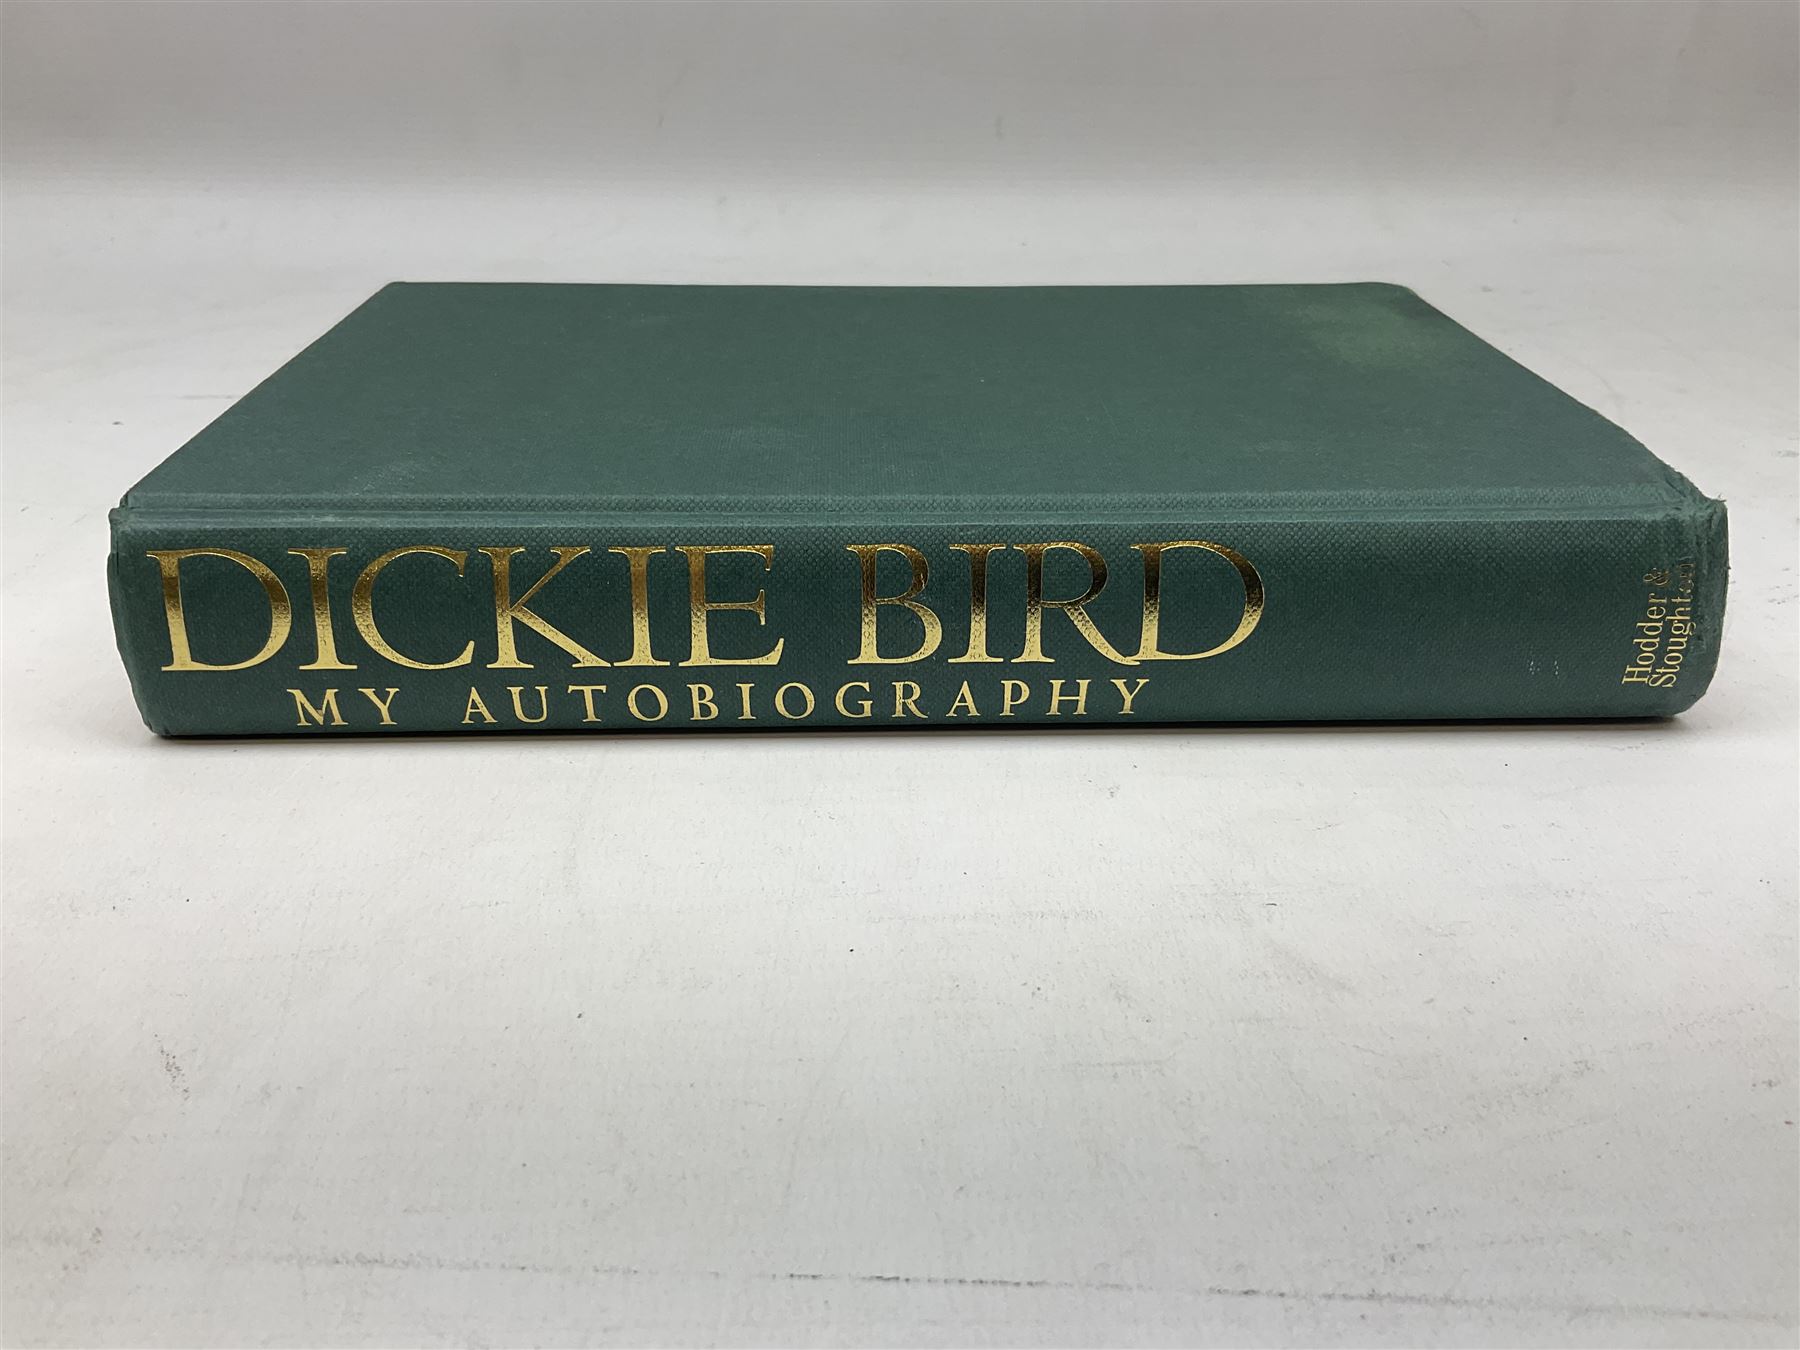 DICKIE BIRD
MY AUTOBIOGRAPHY
Hodder &
Stoughton